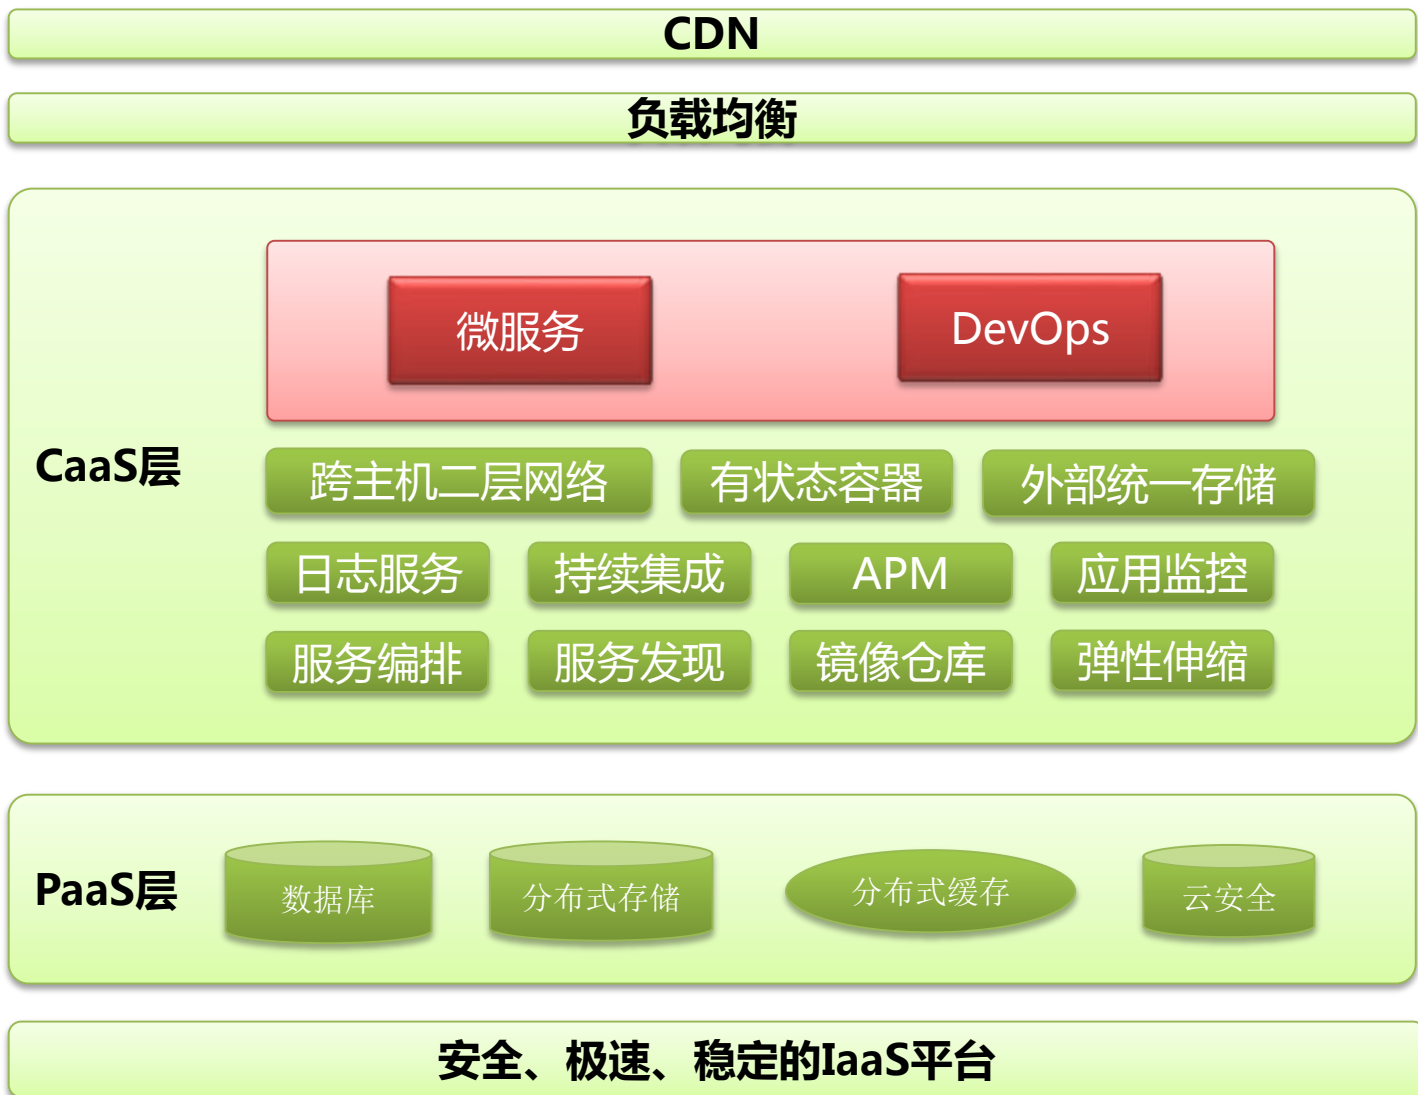 CDN
负载均衡
微服务
DevOps
CaaS层
跨主机二层网络
有状态容器
外部统一存储
日志服务
持续集成
APM
应用监控
服务编排
服务发现
镜像仓库
弹性伸缩
PaaS层
数据库
分布式存储
分布式缓存
云安全
安全、极速、稳定的IaaS平台